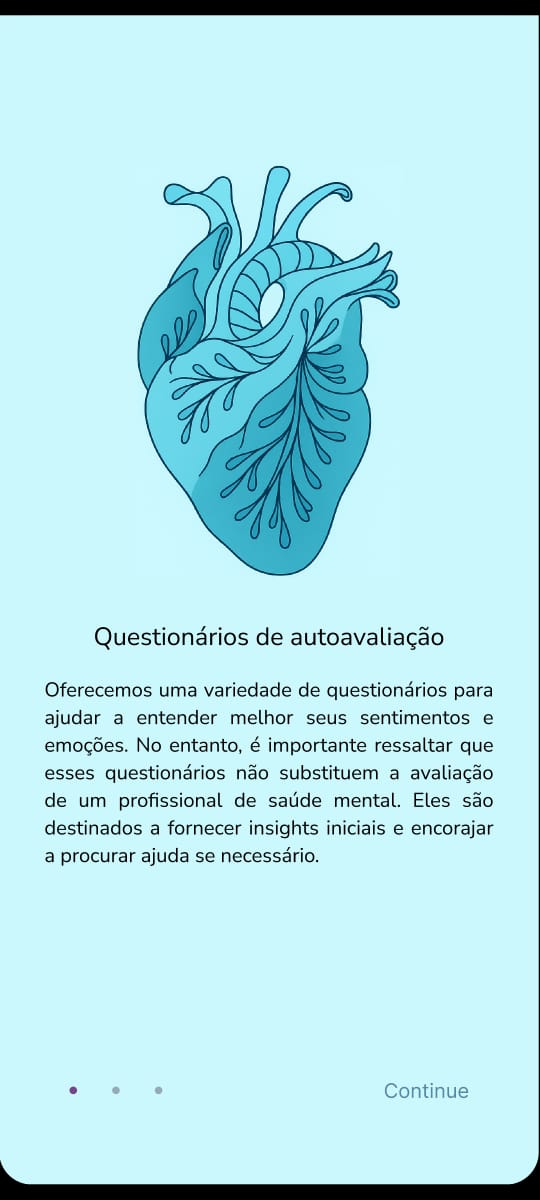 Questionários de autoavaliação
Oferecemos uma variedade de questionários para
ajudar a entender melhor seus sentimentos e
emoções. No entanto, é importante ressaltar que
esses questionários não substituem a avaliação
de um profissional de saúde mental. Eles são
destinados a fornecer insights iniciais e encorajar
a procurar ajuda se necessário.
Continue